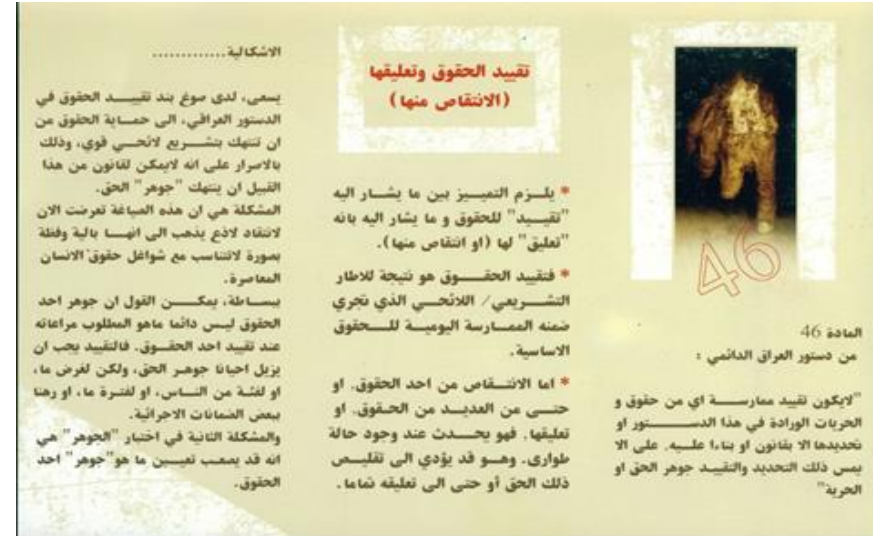 46
المادة 46
من دستور العراق الدائمي :
"لايكون تقييد ممارسة اي من حقوق و
الحريات الورادة في هذا الدستور او
تحديدها الا بقانون او بناءا عليه. على الا
يمس ذلك التحديد والتقييد جوهر الحق او
الحرية"
تقييد الحقوق وتعليقها
(الانتقاص منها)
* يلزم التمييز بين ما يشار اليه
"تقييد" للحقوق و ما يشار اليه بانه
"تعليق" لها (او انتقاص منها).
* فتقييد الحقوق هو نتيجة للاطار
التشريعي/ اللائحي الذي تجري
ضمنه الممارسة اليومية للحقوق
الاساسية.
* اما الانتقاص من احد الحقوق. او
حتى من العديد من الحقوق. او
تعليقها. فهو يحدث عند وجود حالة
طوارى. وهو قد يؤدي الى تقليص
ذلك الحق أو حتى الى تعليقه تماما.
الاشكالية.............
يسعى، لدى صوغ بند تقييد الحقوق في
الدستور العراقي، الى حماية الحقوق من
ان تنتهك بتشريع لائحي قوي، وذلك
بالاصرار على انه لايمكن لقانون من هذا
القبيل ان ينتهك "جوهر" الحق.
المشكلة هي ان هذه الصياغة تعرضت الان
لانتقاد لاذع يذهب الى انها بالية وفظة
بصورة لاتتناسب مع شواغل حقوق الانسان
المعاصرة.
ببساطة، يمكن القول ان جوهر احد
الحقوق ليس دائما ماهو المطلوب مراعاته
عند تقييد احد الحقوق. فالتقييد يجب ان
يزيل احيانا جوهر الحق، ولكن لغرض ما،
او لفئة من الناس، او لفترة ما، او رهنا
ببعض الضمانات الاجرائية.
والمشكلة الثانية في اختبار "الجوهر" هي
انه قد يصعب تعيين ما هو"جوهر" احد
الحقوق.